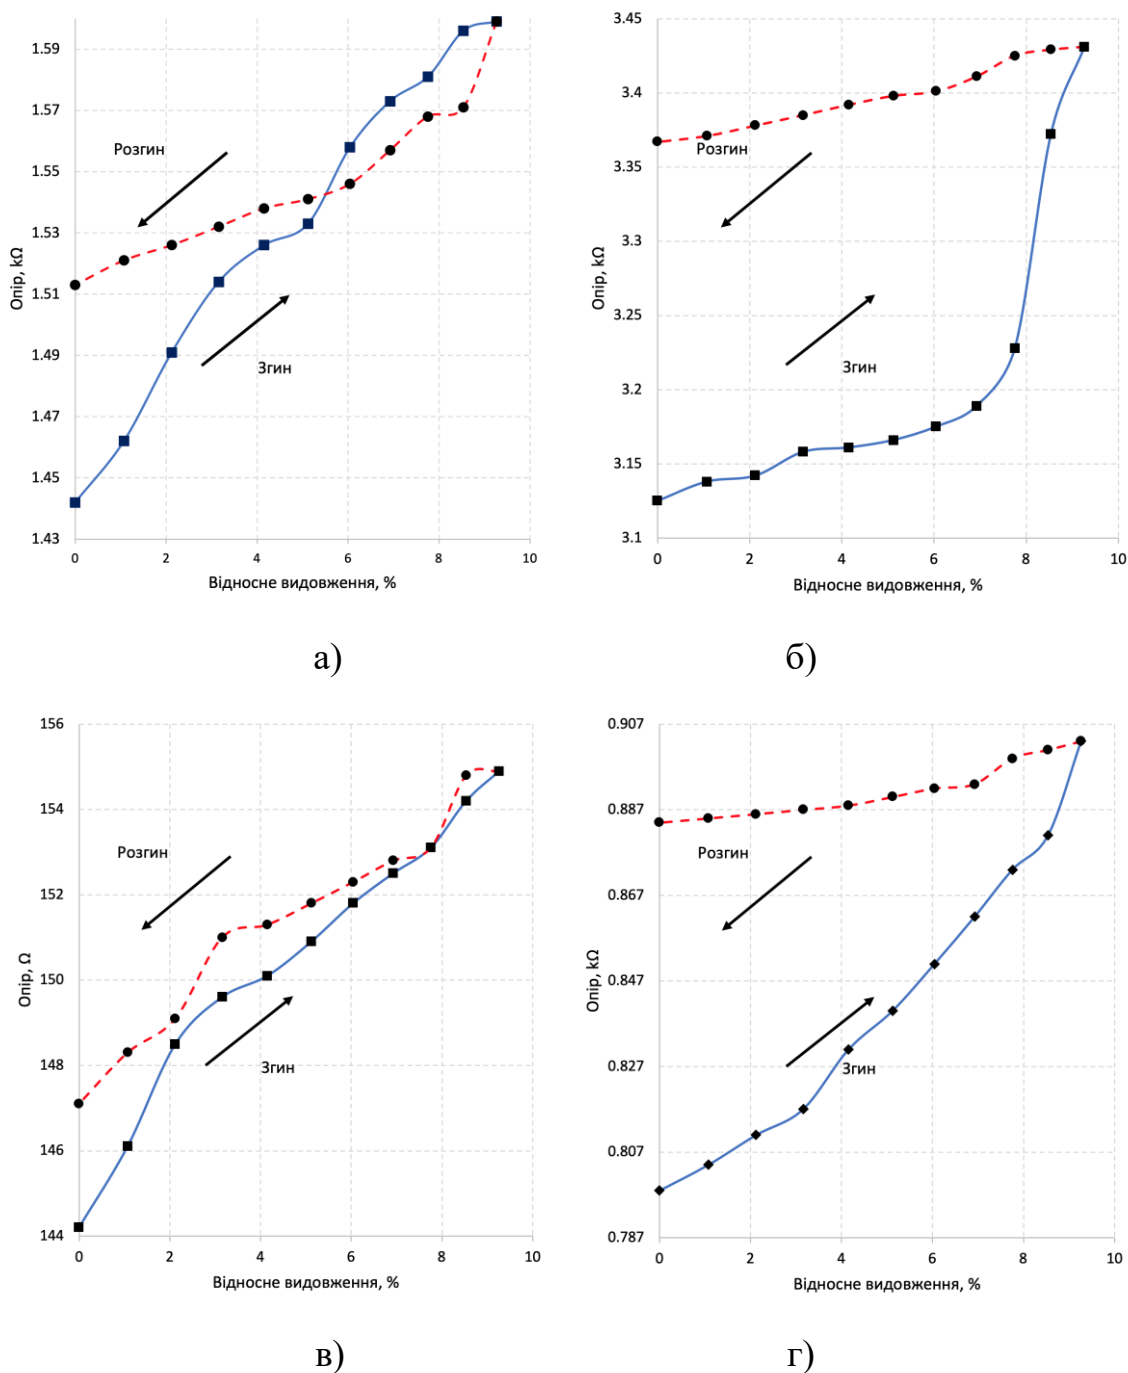 1.59
1.57
1.55
1.53
1.51
1.49
1.47
1.45
1.43
0 2 4 6 8 10
Опір, kΩ
Відносне видовження, %
Розгин
Згин
а)
3.45
3.4
3.35
3.3
3.25
3.2
3.15
3.1
0 2 4 6 8 10
Опір, kΩ
Відносне видовження, %
Розгин
Згин
б)
156
154
152
150
148
146
144
0 2 4 6 8 10
Опір, Ω
Відносне видовження, %
Розгин
Згин
в)
0.907
0.887
0.867
0.847
0.827
0.807
0.787
0 2 4 6 8 10
Опір, kΩ
Відносне видовження, %
Розгин
Згин
г)